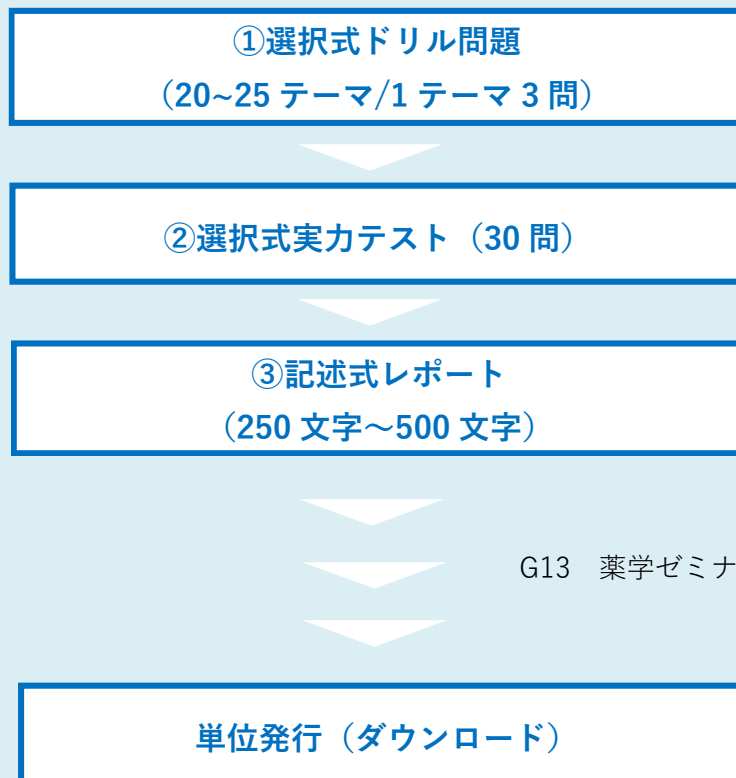 ①選択式ドリル問題
（20~25 テーマ/1 テーマ 3 問）
②選択式実力テスト（30 問）
③記述式レポート
（250 文字～500 文字）
G13　薬学ゼミナ
単位発行（ダウンロード）